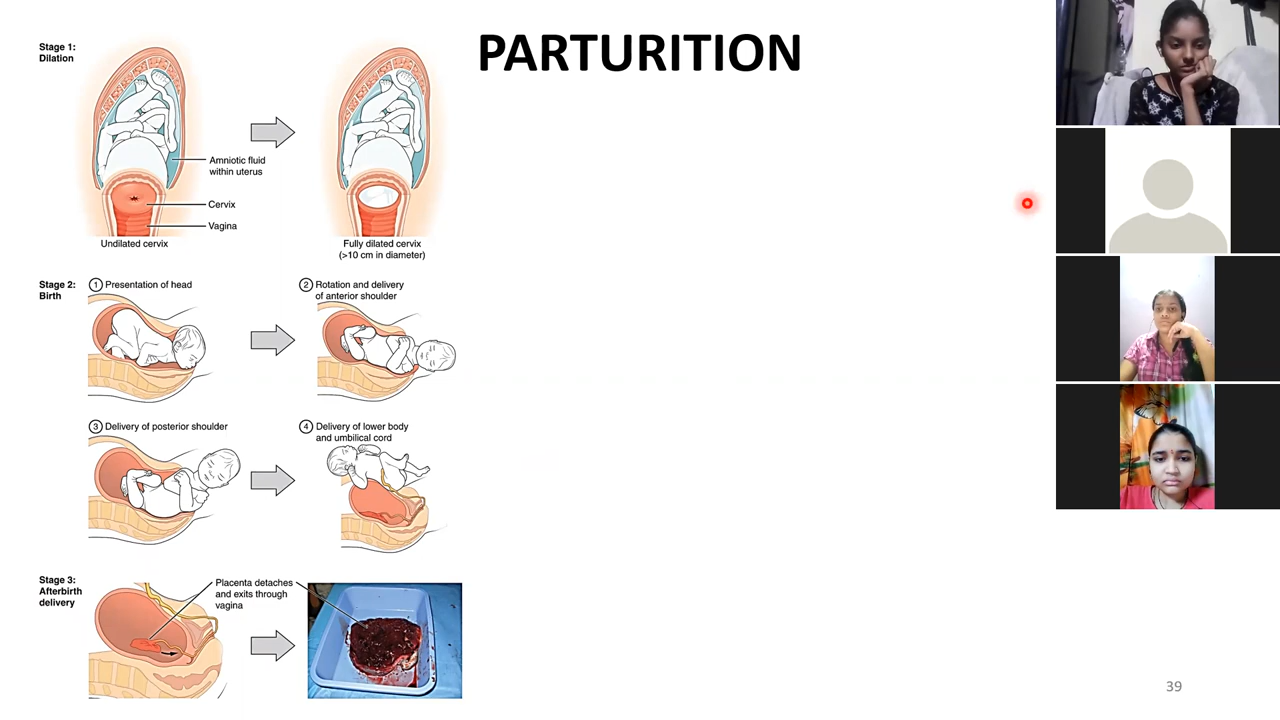 PARTURITION
Stage 1:
Dilation
Amniotic fluid
within uterus
Cervix
Vagina
Undilated cervix
Fully dilated cervix
(>10 cm in diameter)
Stage 2:
Birth
1 Presentation of head
2 Rotation and delivery
of anterior shoulder
3 Delivery of posterior shoulder
4 Delivery of lower body
and umbilical cord
Stage 3:
Afterbirth
delivery
Placenta detaches
and exits through
vagina
39